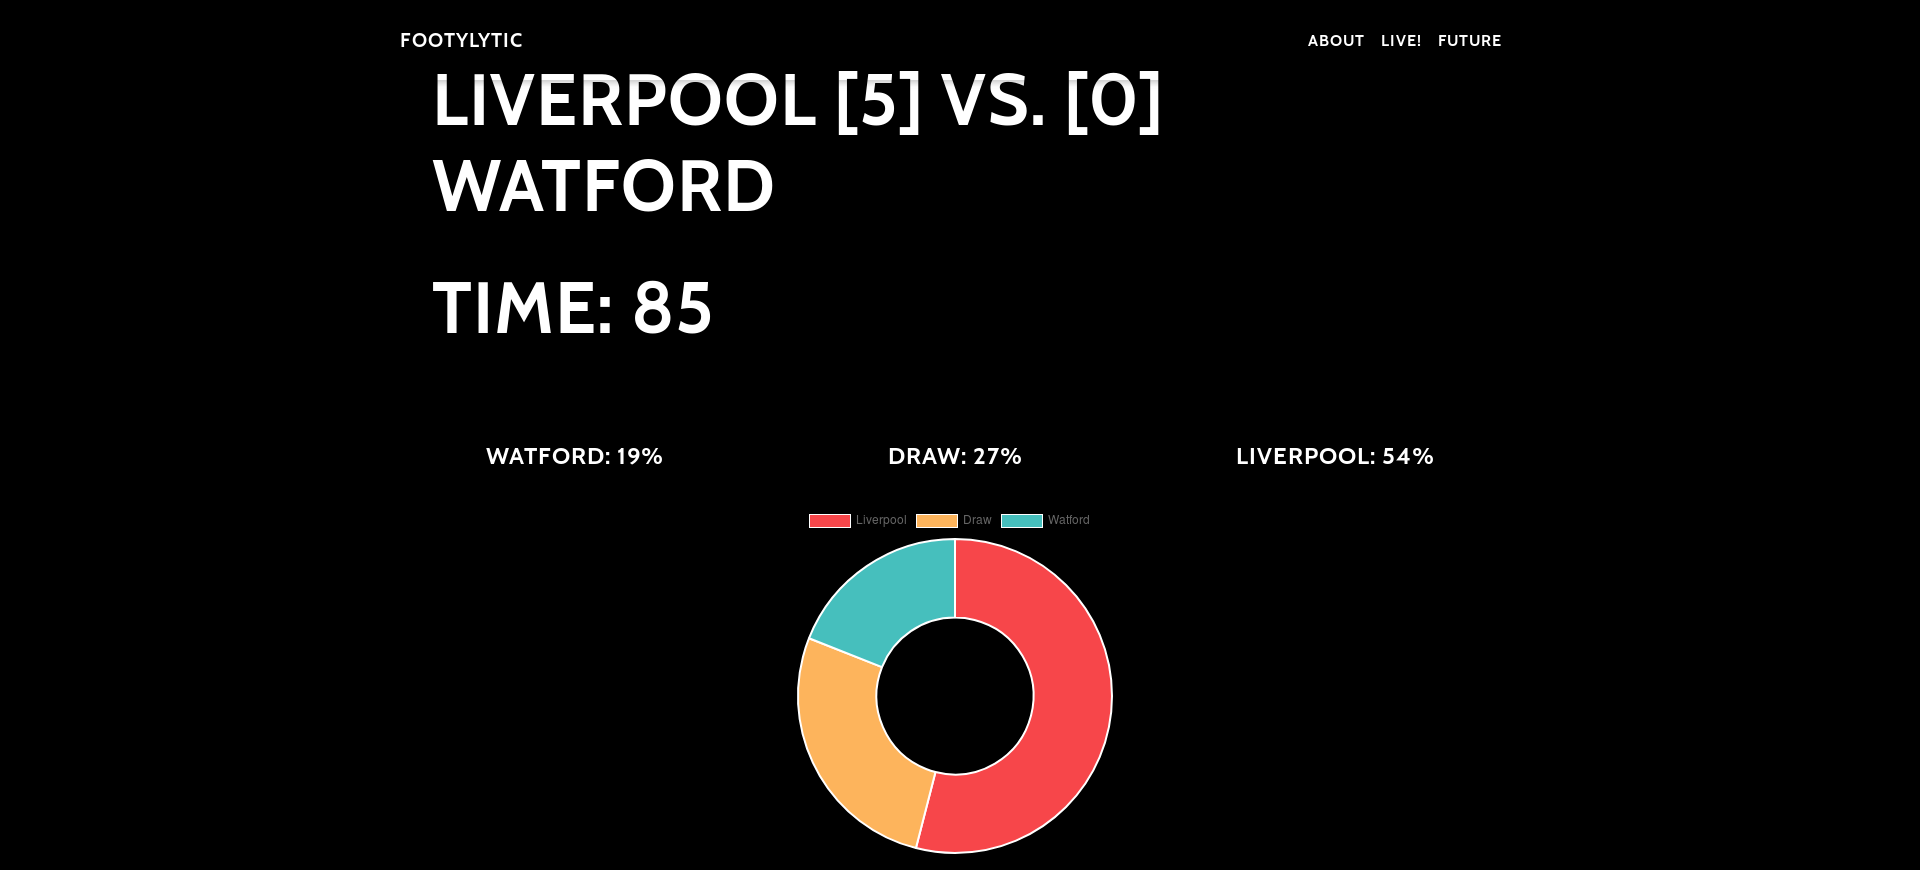 FOOTYLYTIC
ABOUT LIVE! FUTURE
LIVERPOOL [5] VS. [0]
WATFORD
TIME: 85
WATFORD: 19%
DRAW: 27%
LIVERPOOL: 54%
Liverpool Draw Watford